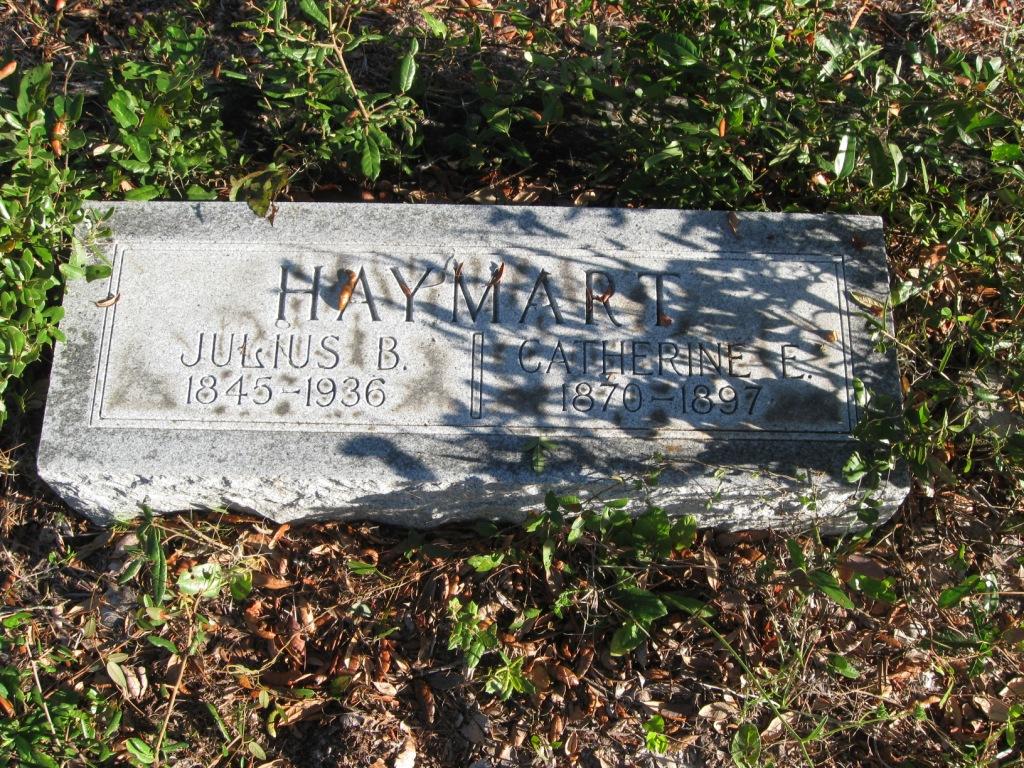 HAYMART
JULIUS B.
1845-1936
CATHERINE E.
1870-1897